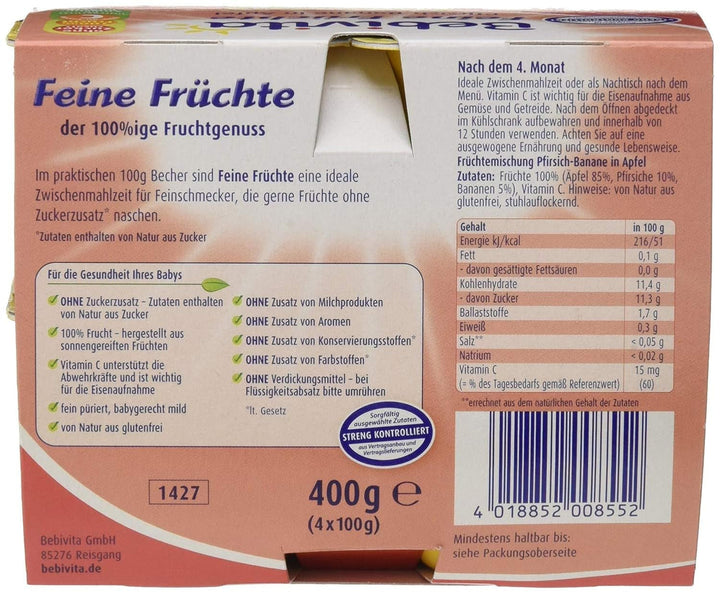 Bebivita
Feine Früchte
der 100%ige Fruchtgenuss
Im praktischen 100g Becher sind Feine Früchte eine ideale
Zwischenmahlzeit für Feinschmecker, die gerne Früchte ohne
Zuckerzusatz* naschen.
*Zutaten enthalten von Natur aus Zucker
Für die Gesundheit Ihres Babys
OHNE Zuckerzusatz - Zutaten enthalten
von Natur aus Zucker
100% Frucht - hergestellt aus
sonnengereiften Früchten
Vitamin C unterstützt die
Abwehrkräfte und ist wichtig
für die Eisenaufnahme
fein püriert, babygerecht mild
von Natur aus glutenfrei
OHNE Zusatz von Milchprodukten
OHNE Zusatz von Aromen
OHNE Zusatz von Konservierungsstoffen*
OHNE Zusatz von Farbstoffen*
OHNE Verdickungsmittel - bei
Flüssigkeitsabsatz bitte umrühren
*lt. Gesetz
Sorgfältig
ausgewählte Zutaten
STRENG KONTROLLIERT
aus Vertragsanbau und
Vertragslieferungen
1427
400g e
(4x100g)
Bebivita GmbH
85276 Reisgang
bebivita.de
Nach dem 4. Monat
Ideale Zwischenmahlzeit oder als Nachtisch nach dem
Menü. Vitamin C ist wichtig für die Eisenaufnahme aus
Gemüse und Getreide. Nach dem Öffnen abgedeckt
im Kühlschrank aufbewahren und innerhalb von
12 Stunden verwenden. Achten Sie auf eine
ausgewogene Ernährung und gesunde Lebensweise.
Früchtemischung Pfirsich-Banane in Apfel
Zutaten: Früchte 100% (Äpfel 85%, Pfirsiche 10%,
Bananen 5%), Vitamin C. Hinweise: von Natur aus
glutenfrei, stuhlauflockernd.
Gehalt in 100 g
Energie kJ/kcal 216/51
Fett 0,1 g
- davon gesättigte Fettsäuren 0,0 g
Kohlenhydrate 11,4 g
- davon Zucker 11,3 g
Ballaststoffe 1,7 g
Eiweiß 0,3 g
Salz** < 0,05 g
Natrium < 0,02 g
Vitamin C 15 mg
(= % des Tagesbedarfs gemäß Referenzwert) (60)
**errechnet aus dem natürlichen Gehalt der Zutaten
4 018852 008552
Mindestens haltbar bis:
siehe Packungsoberseite